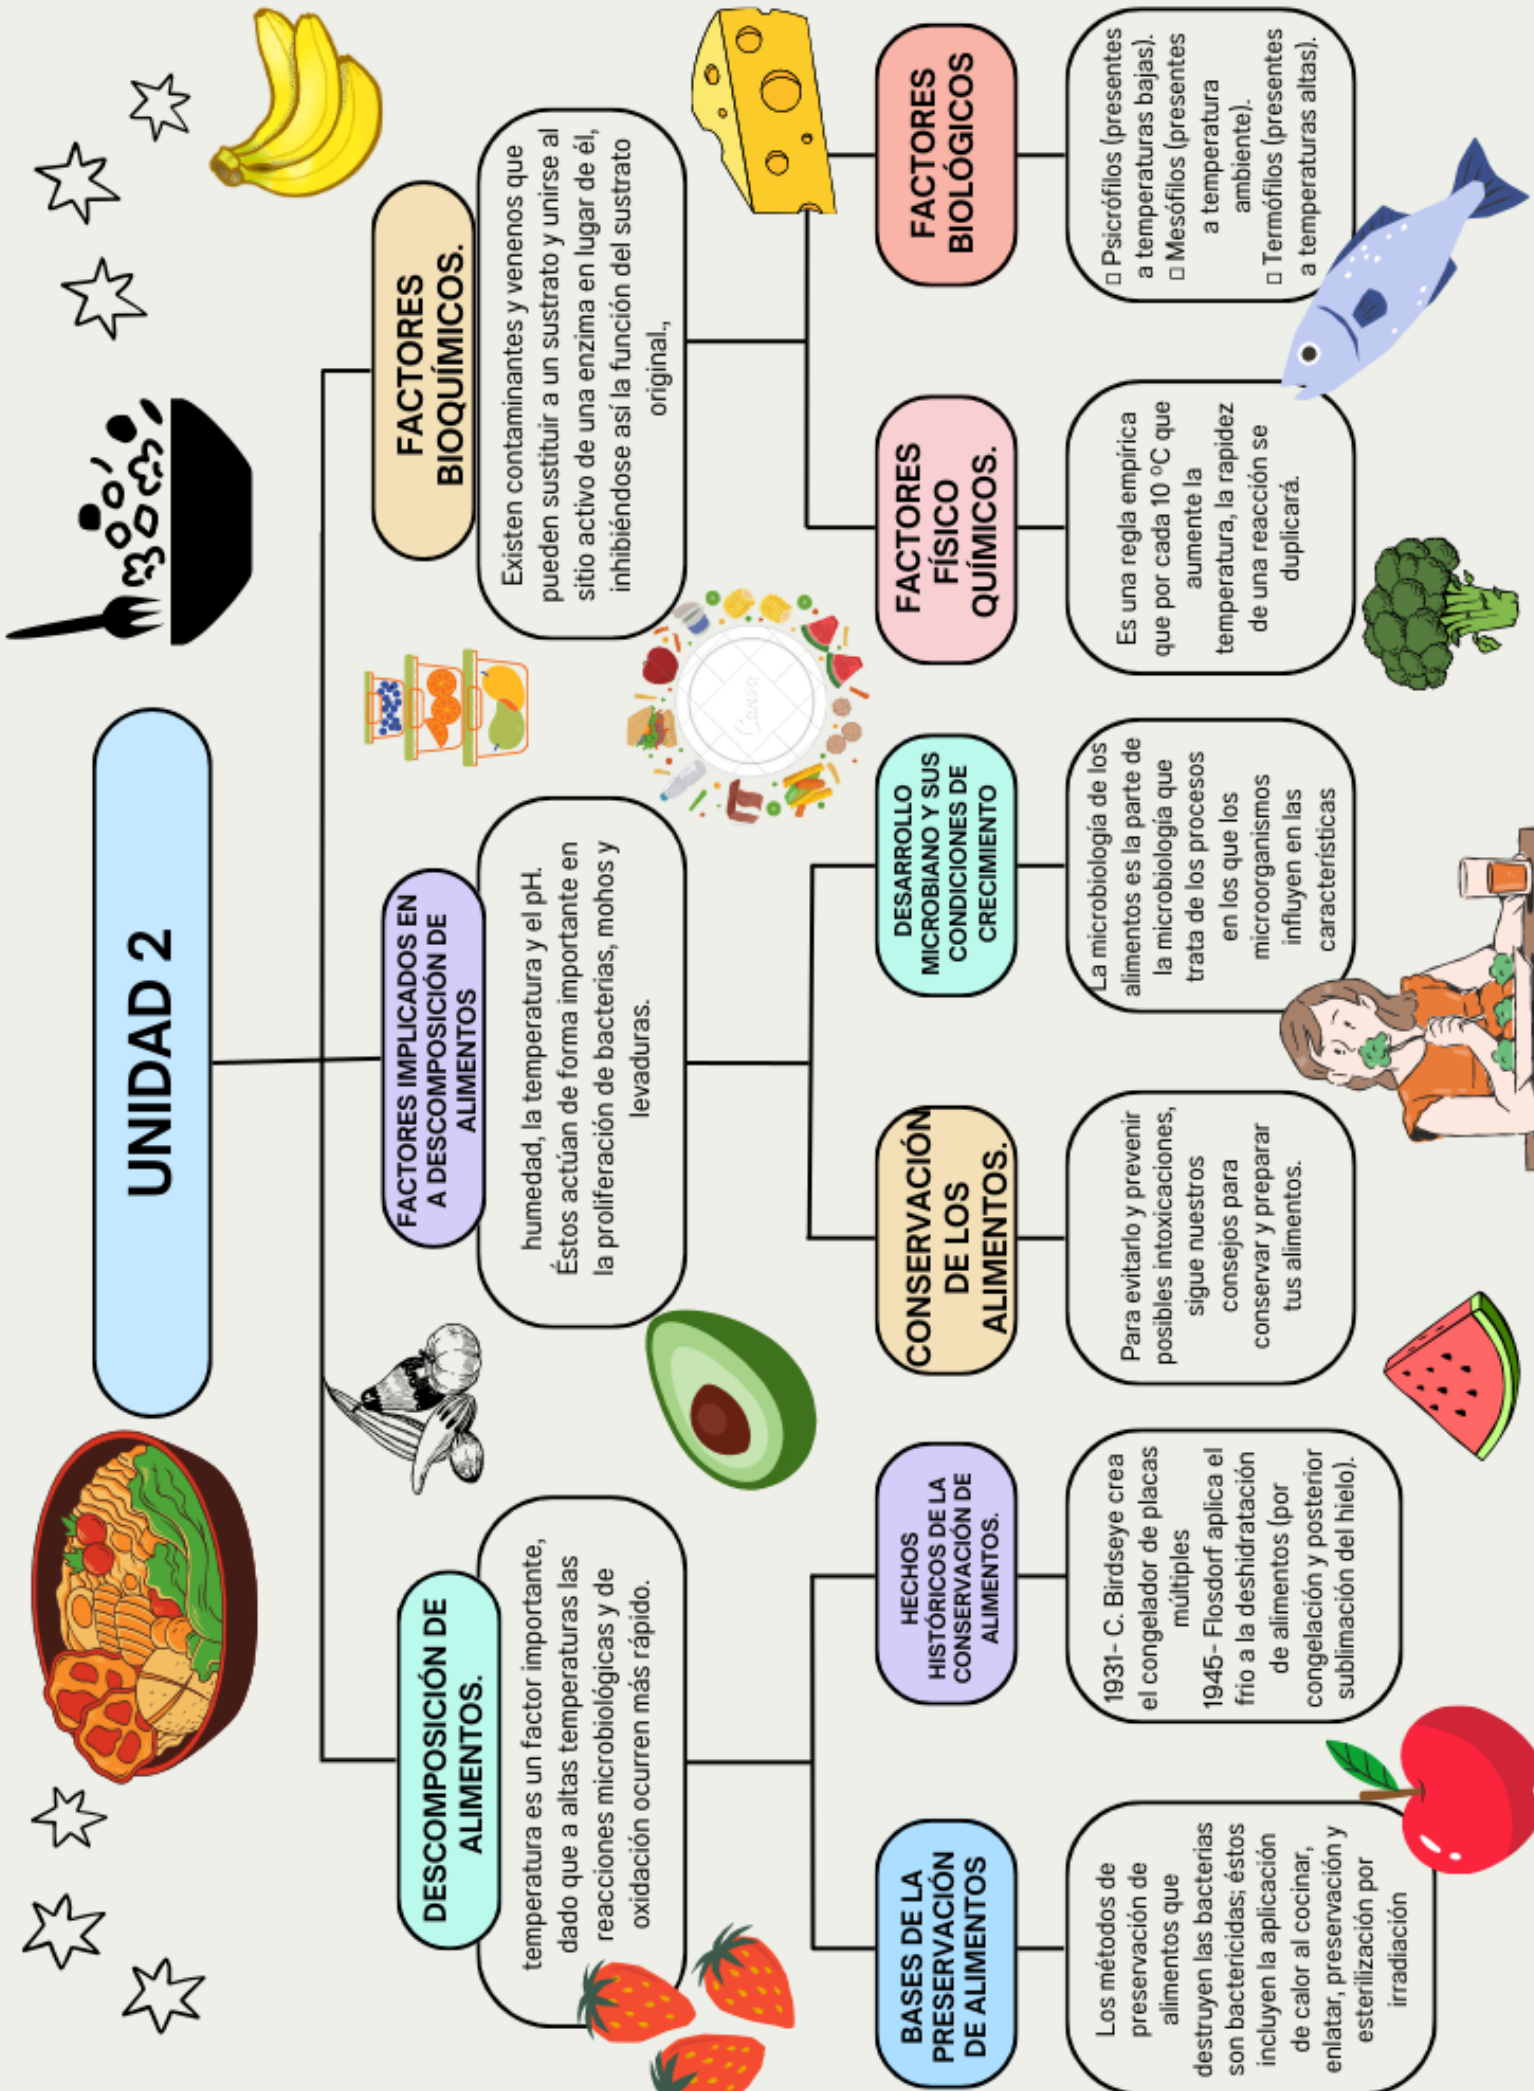 UNIDAD 2
DESCOMPOSICIÓN DE
ALIMENTOS.
temperatura es un factor importante,
dado que a altas temperaturas las
reacciones microbiológicas y de
oxidación ocurren más rápido.
FACTORES IMPLICADOS EN
A DESCOMPOSICIÓN DE
ALIMENTOS
humedad, la temperatura y el pH.
Éstos actúan de forma importante en
la proliferación de bacterias, mohos y
levaduras.
FACTORES
BIOQUÍMICOS.
Existen contaminantes y venenos que
pueden sustituir a un sustrato y unirse al
sitio activo de una enzima en lugar de él,
inhibiéndose así la función del sustrato
original.,
Canva
BASES DE LA
PRESERVACIÓN
DE ALIMENTOS
Los métodos de
preservación de
alimentos que
destruyen las bacterias
son bactericidas; éstos
incluyen la aplicación
de calor al cocinar,
enlatar, preservación y
esterilización por
irradiación
HECHOS
HISTÓRICOS DE LA
CONSERVACIÓN DE
ALIMENTOS.
1931- C. Birdseye crea
el congelador de placas
múltiples
1945- Flosdorf aplica el
frio a la deshidratación
de alimentos (por
congelación y posterior
sublimación del hielo).
CONSERVACIÓN
DE LOS
ALIMENTOS.
Para evitarlo y prevenir
posibles intoxicaciones,
sigue nuestros
consejos para
conservar y preparar
tus alimentos.
DESARROLLO
MICROBIANO Y SUS
CONDICIONES DE
CRECIMIENTO
La microbiología de los
alimentos es la parte de
la microbiología que
trata de los procesos
en los que los
microorganismos
influyen en las
características
FACTORES
FÍSICO
QUÍMICOS.
Es una regla empírica
que por cada 10 ºC que
aumente la
temperatura, la rapidez
de una reacción se
duplicará.
FACTORES
BIOLÓGICOS
▯ Psicrófilos (presentes
a temperaturas bajas).
▯ Mesófilos (presentes
a temperatura
ambiente).
▯ Termófilos (presentes
a temperaturas altas).